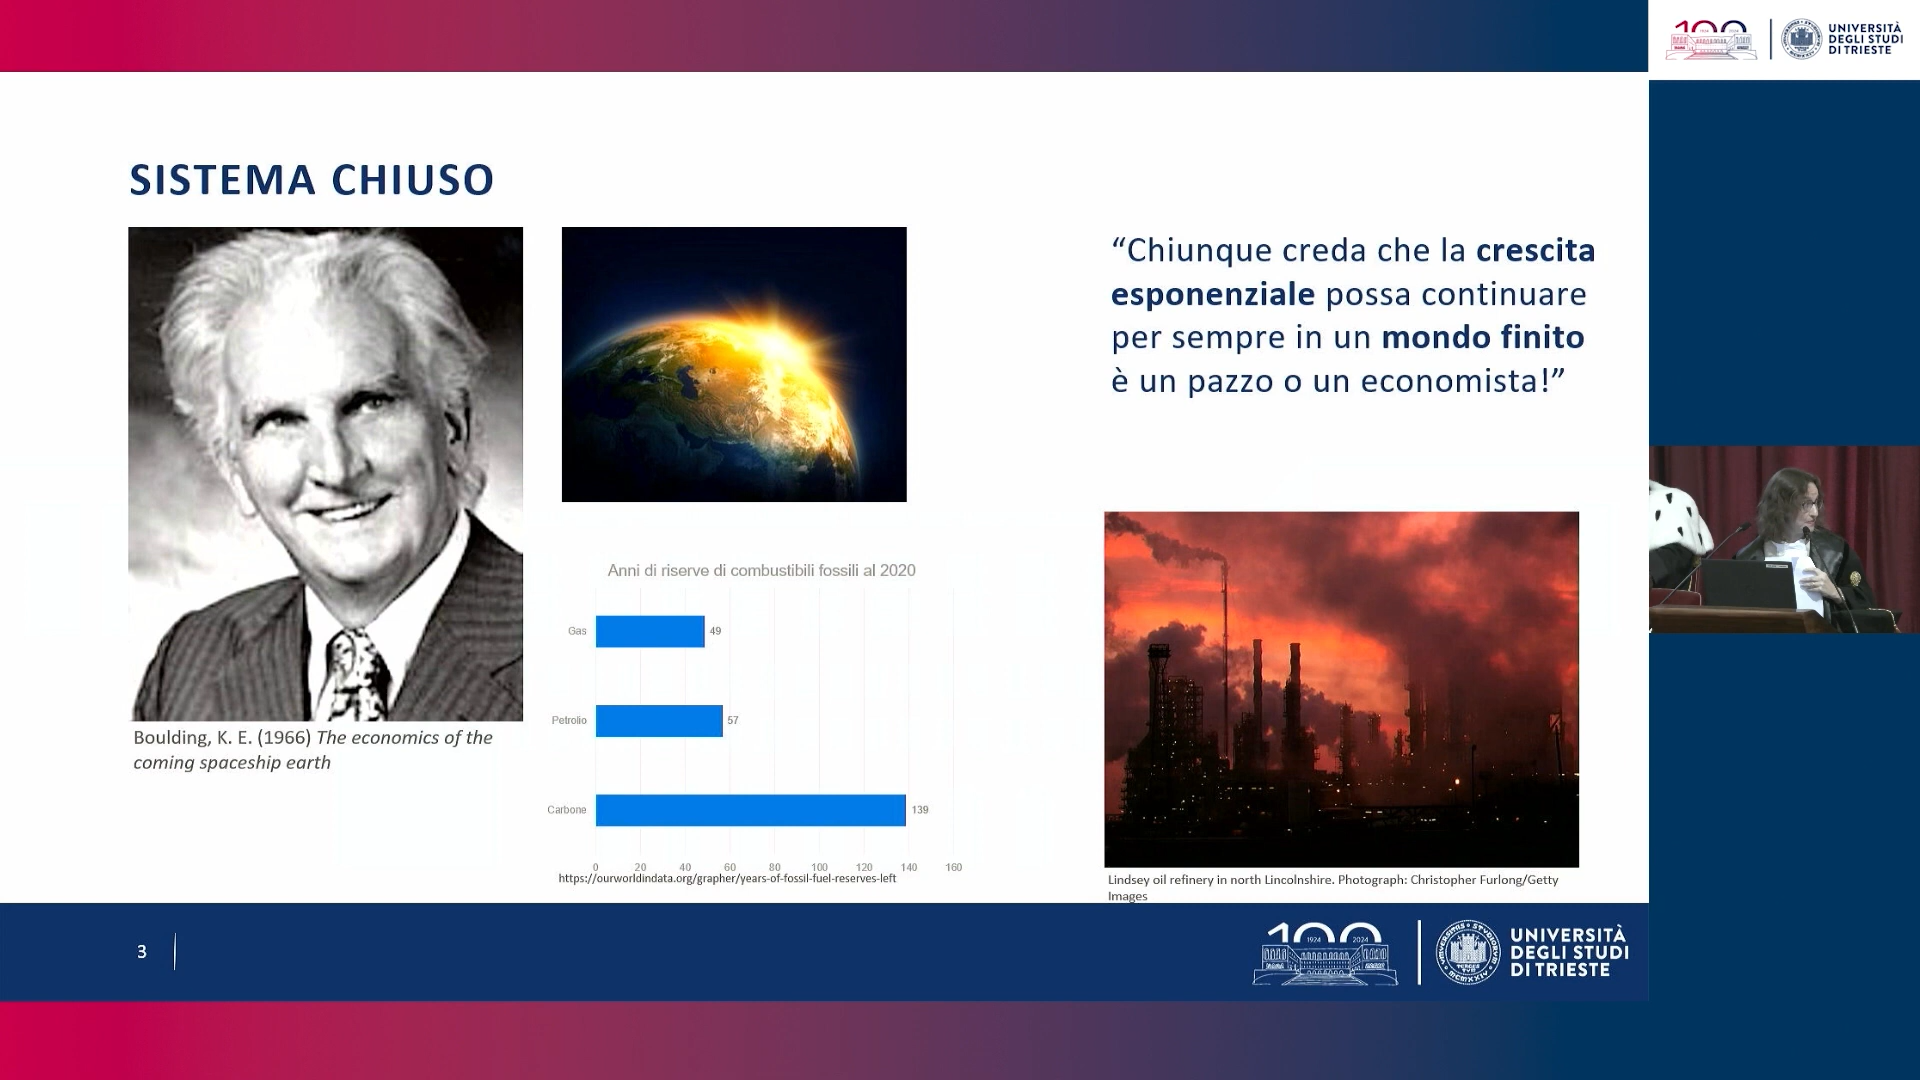 UNIVERSITÀ
DEGLI STUDI
DI TRIESTE
SISTEMA CHIUSO
Boulding, K. E. (1966) The economics of the
coming spaceship earth
Anni di riserve di combustibili fossili al 2020
Gas 49
Petrolio 57
Carbone 139
0 20 40 60 80 100 120 140 160
https://ourworldindata.org/grapher/years-of-fossil-fuel-reserves-left
“Chiunque creda che la crescita
esponenziale possa continuare
per sempre in un mondo finito
è un pazzo o un economista!”
Lindsey oil refinery in north Lincolnshire. Photograph: Christopher Furlong/Getty
Images
3
100
1924 2024
UNIVERSITÀ
DEGLI STUDI
DI TRIESTE